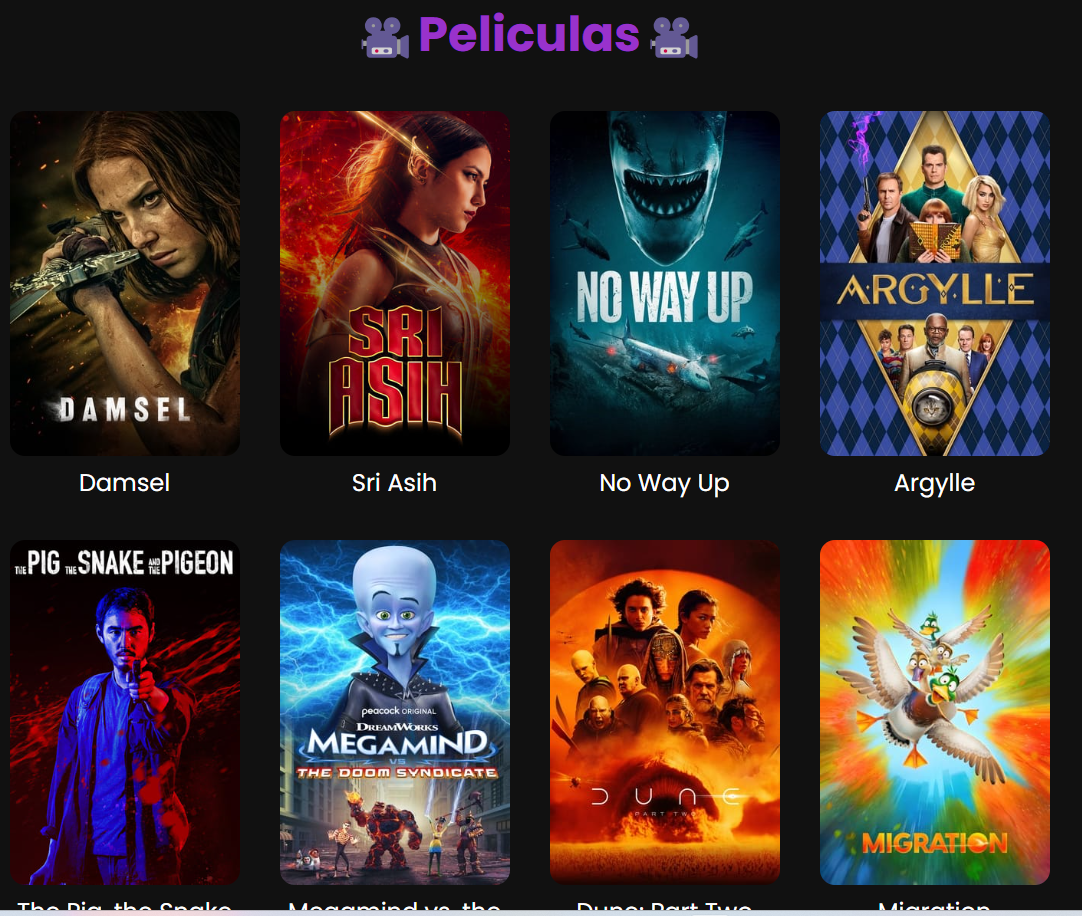 Peliculas
DAMSEL
SRI
ASIH
NO WAY UP
ARGYLLE
Damsel
Sri Asih
No Way Up
Argylle
THE PIG THE SNAKE AND THE PIGEON
peacock ORIGINAL
DREAMWORKS
MEGAMIND
VS
THE DOOM SYNDICATE
DUNE
PART TWO
MIGRATION
The Pig, the Snake
Megamind vs. the
Dune: Part Two
Migration